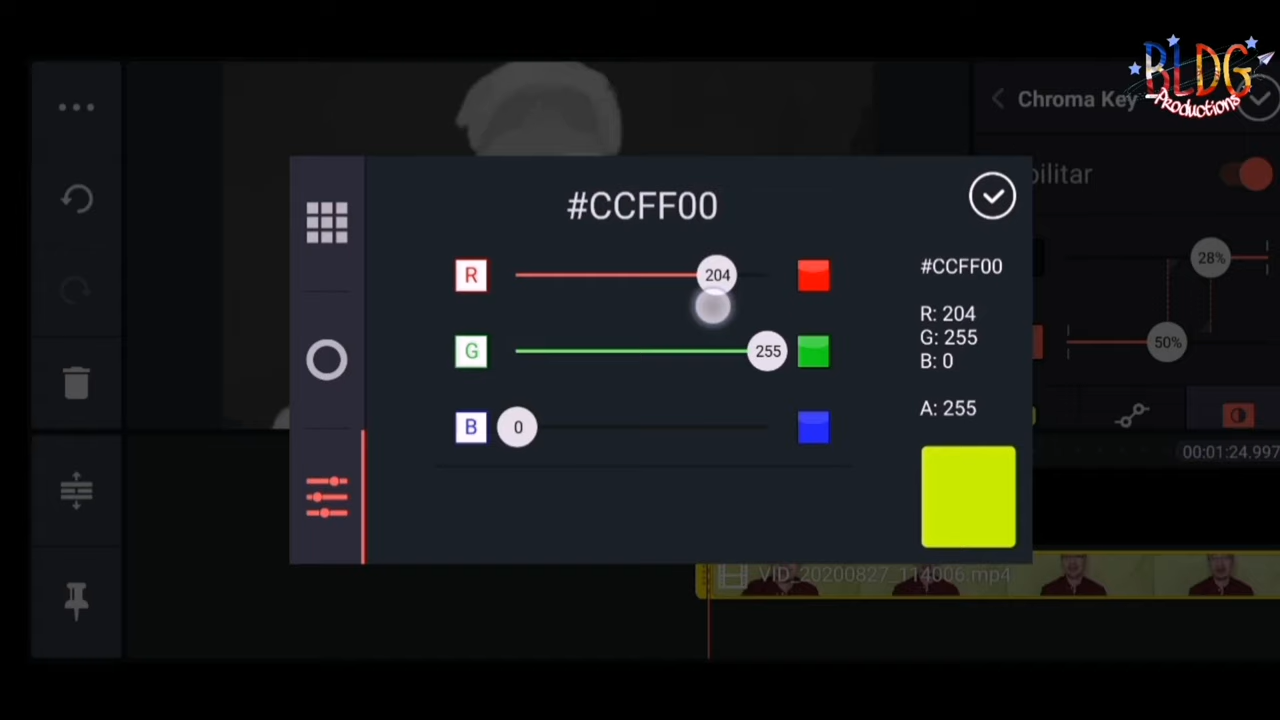 BLDG
Productions
Chroma Key
bilitar
#CCFF00
R 204
G 255
B 0
#CCFF00
R: 204
G: 255
B: 0
A: 255
28%
50%
00:01:24.997
VID_20200827_114006.mp4